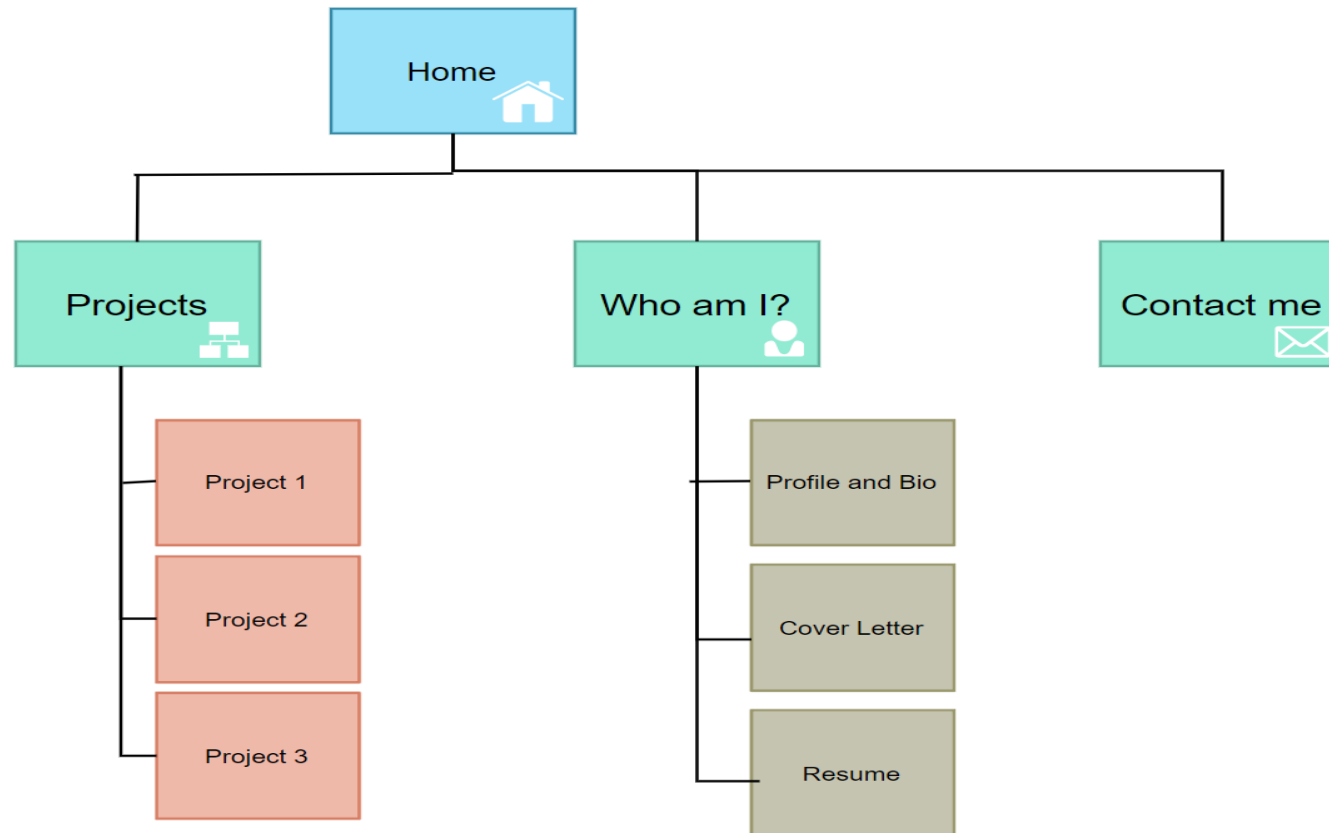 Home
Projects
Who am I?
Contact me
Project 1
Project 2
Project 3
Profile and Bio
Cover Letter
Resume